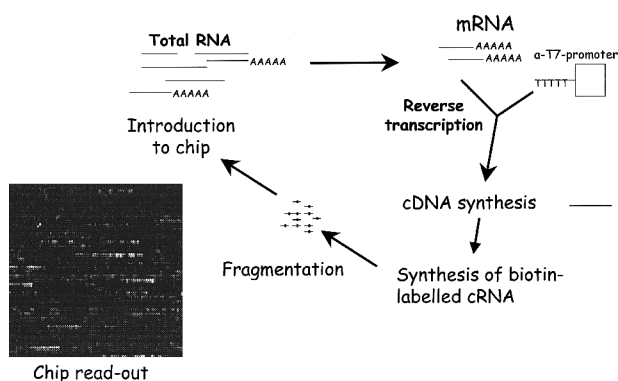 Total RNA
AAAAA
AAAAA
mRNA
AAAAA
AAAAA
α-T7-promoter
TTTTT
Reverse
transcription
cDNA synthesis
Synthesis of biotin-
labelled cRNA
Fragmentation
Introduction
to chip
Chip read-out